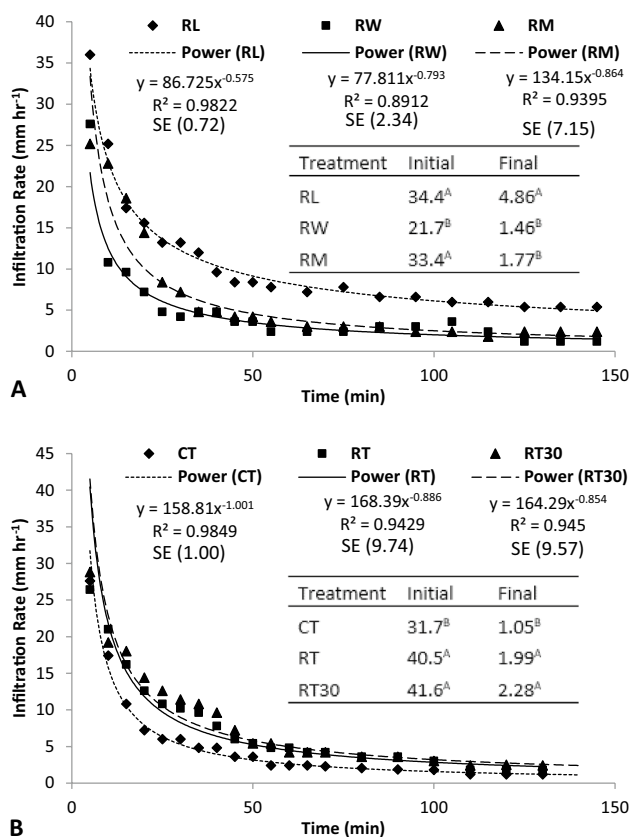 RL RW RM
Power (RL) Power (RW) Power (RM)
y = 86.725x^-0.575 y = 77.811x^-0.793 y = 134.15x^-0.864
R² = 0.9822 R² = 0.8912 R² = 0.9395
SE (0.72) SE (2.34) SE (7.15)
Treatment Initial Final
RL 34.4^A 4.86^A
RW 21.7^B 1.46^B
RM 33.4^A 1.77^B
40
35
30
25
20
15
10
5
0
Infiltration Rate (mm hr⁻¹)
0 50 100 150
Time (min)
A
CT RT RT30
Power (CT) Power (RT) Power (RT30)
y = 158.81x^-1.001 y = 168.39x^-0.886 y = 164.29x^-0.854
R² = 0.9849 R² = 0.9429 R² = 0.945
SE (1.00) SE (9.74) SE (9.57)
Treatment Initial Final
CT 31.7^B 1.05^B
RT 40.5^A 1.99^A
RT30 41.6^A 2.28^A
45
40
35
30
25
20
15
10
5
0
Infiltration Rate (mm hr⁻¹)
0 50 100 150
Time (min)
B